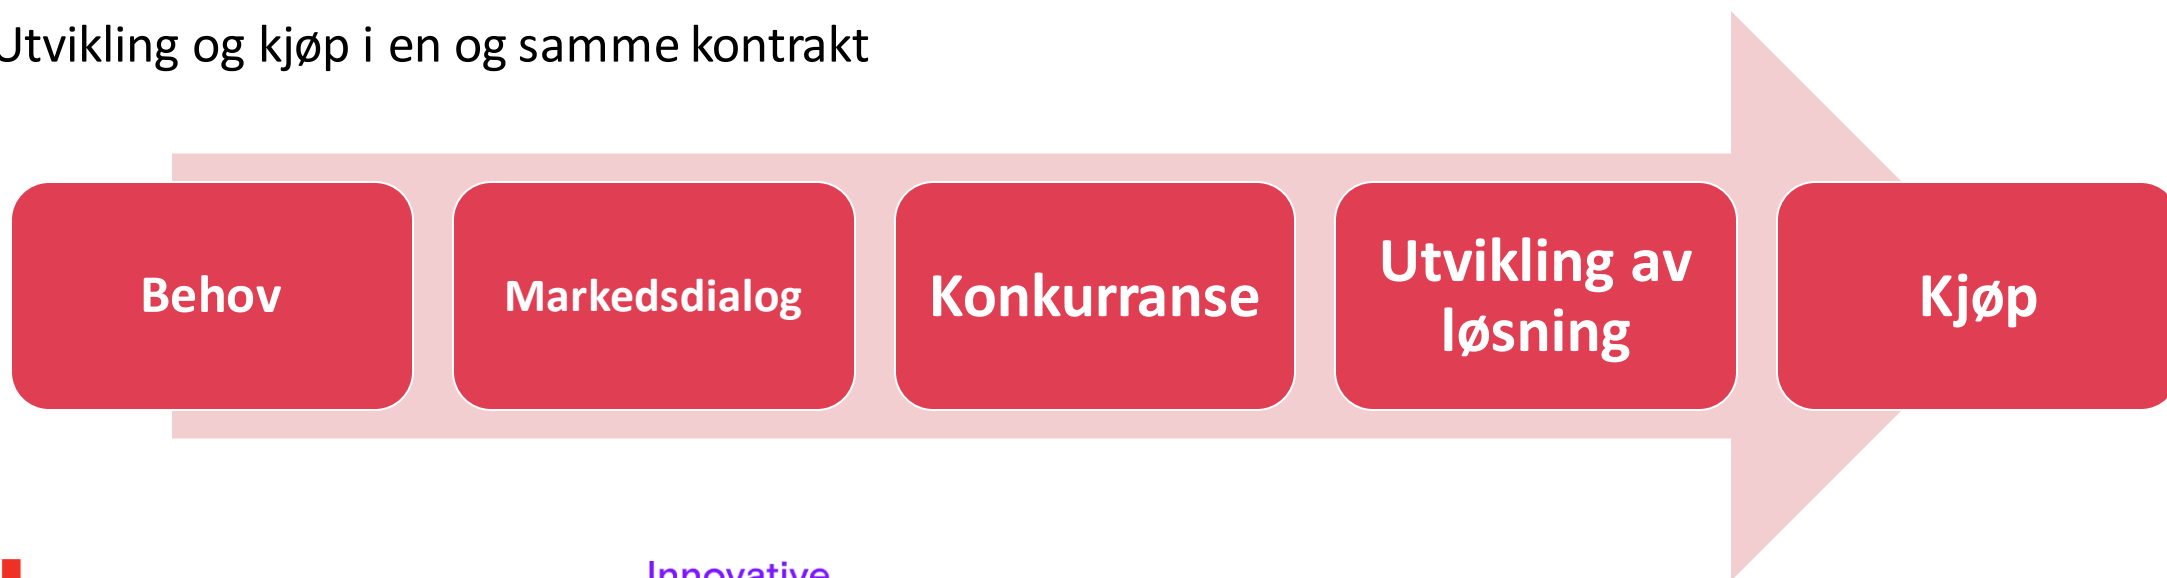 Utvikling og kjøp i en og samme kontrakt
Behov
Markedsdialog
Konkurranse
Utvikling av
løsning
Kjøp
Innovative